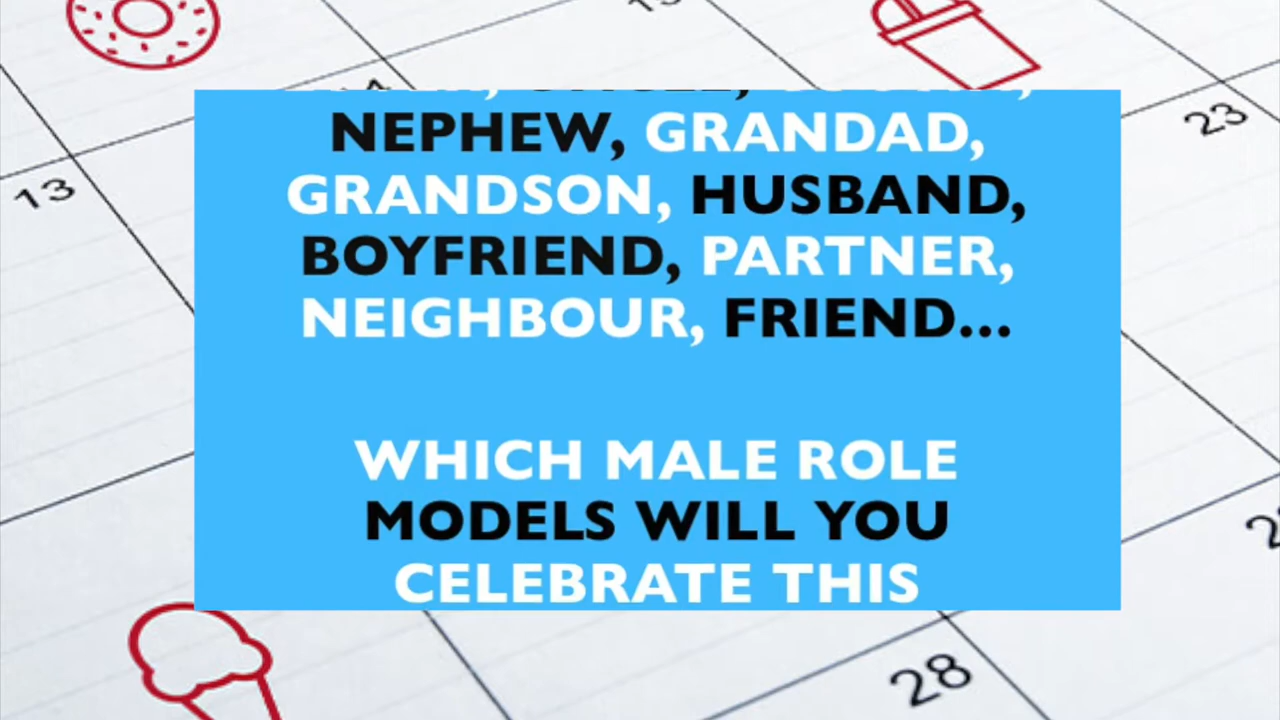 NEPHEW, GRANDAD,
GRANDSON, HUSBAND,
BOYFRIEND, PARTNER,
NEIGHBOUR, FRIEND...
WHICH MALE ROLE
MODELS WILL YOU
CELEBRATE THIS
13
23
28